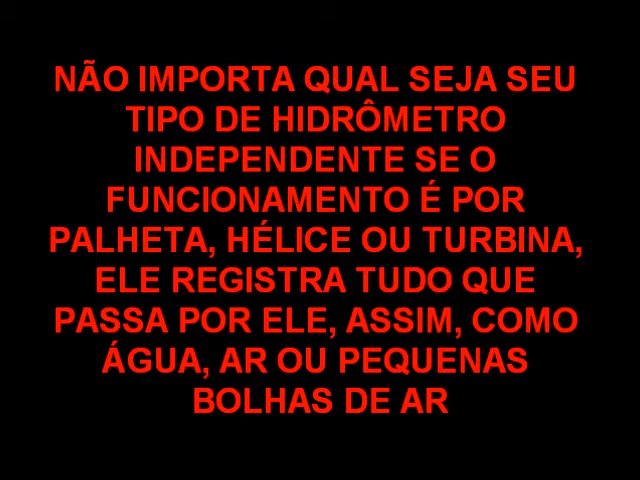 NÃO IMPORTA QUAL SEJA SEU
TIPO DE HIDRÔMETRO
INDEPENDENTE SE O
FUNCIONAMENTO É POR
PALHETA, HÉLICE OU TURBINA,
ELE REGISTRA TUDO QUE
PASSA POR ELE, ASSIM, COMO
ÁGUA, AR OU PEQUENAS
BOLHAS DE AR